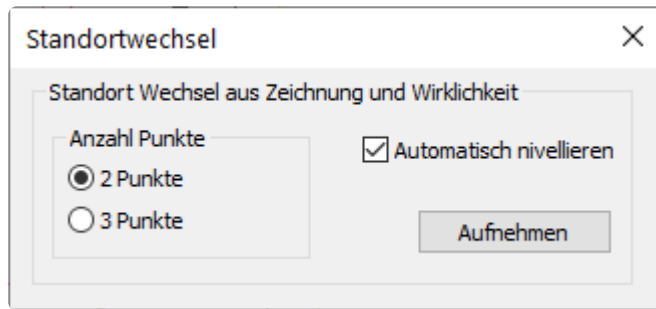 Standortwechsel
Standort Wechsel aus Zeichnung und Wirklichkeit
Anzahl Punkte
2 Punkte
3 Punkte
Automatisch nivellieren
Aufnehmen